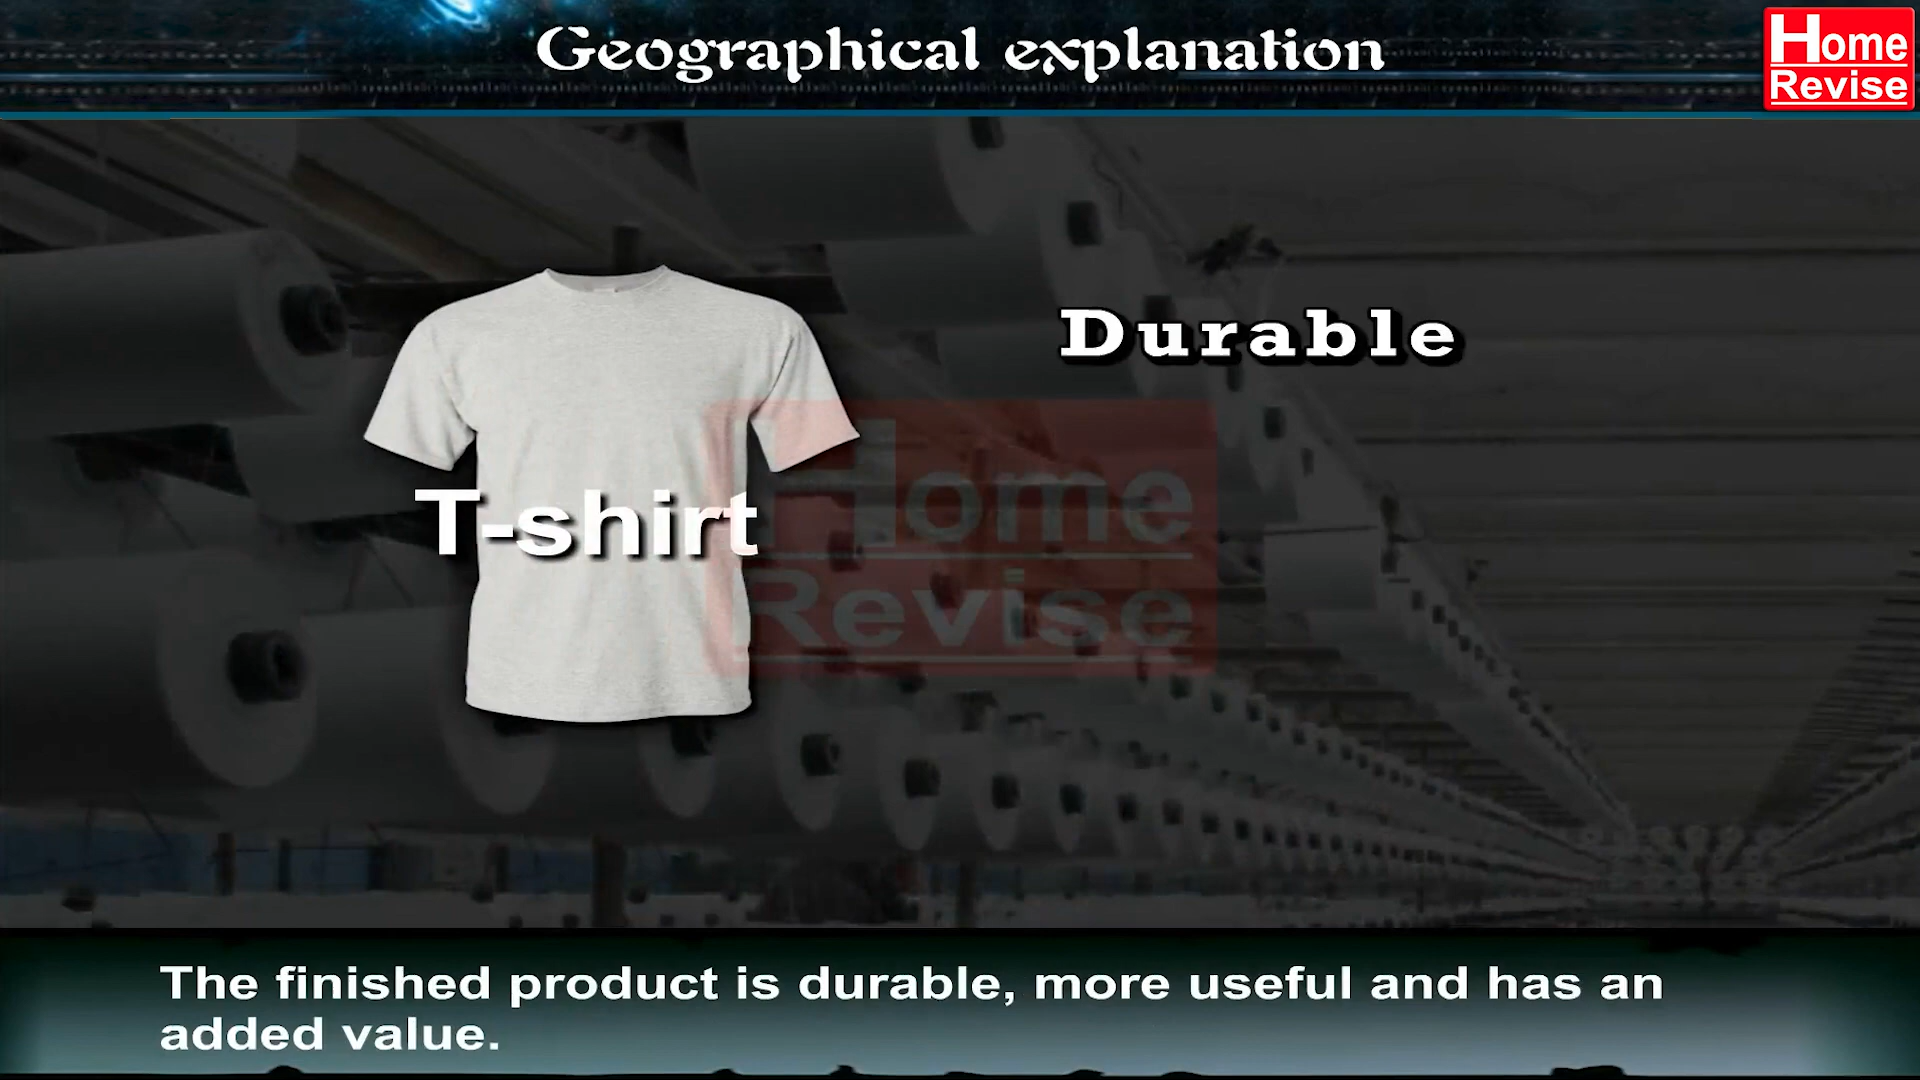 Geographical explanation
Home
Revise
Durable
T-shirt
Home
Revise
The finished product is durable, more useful and has an
added value.